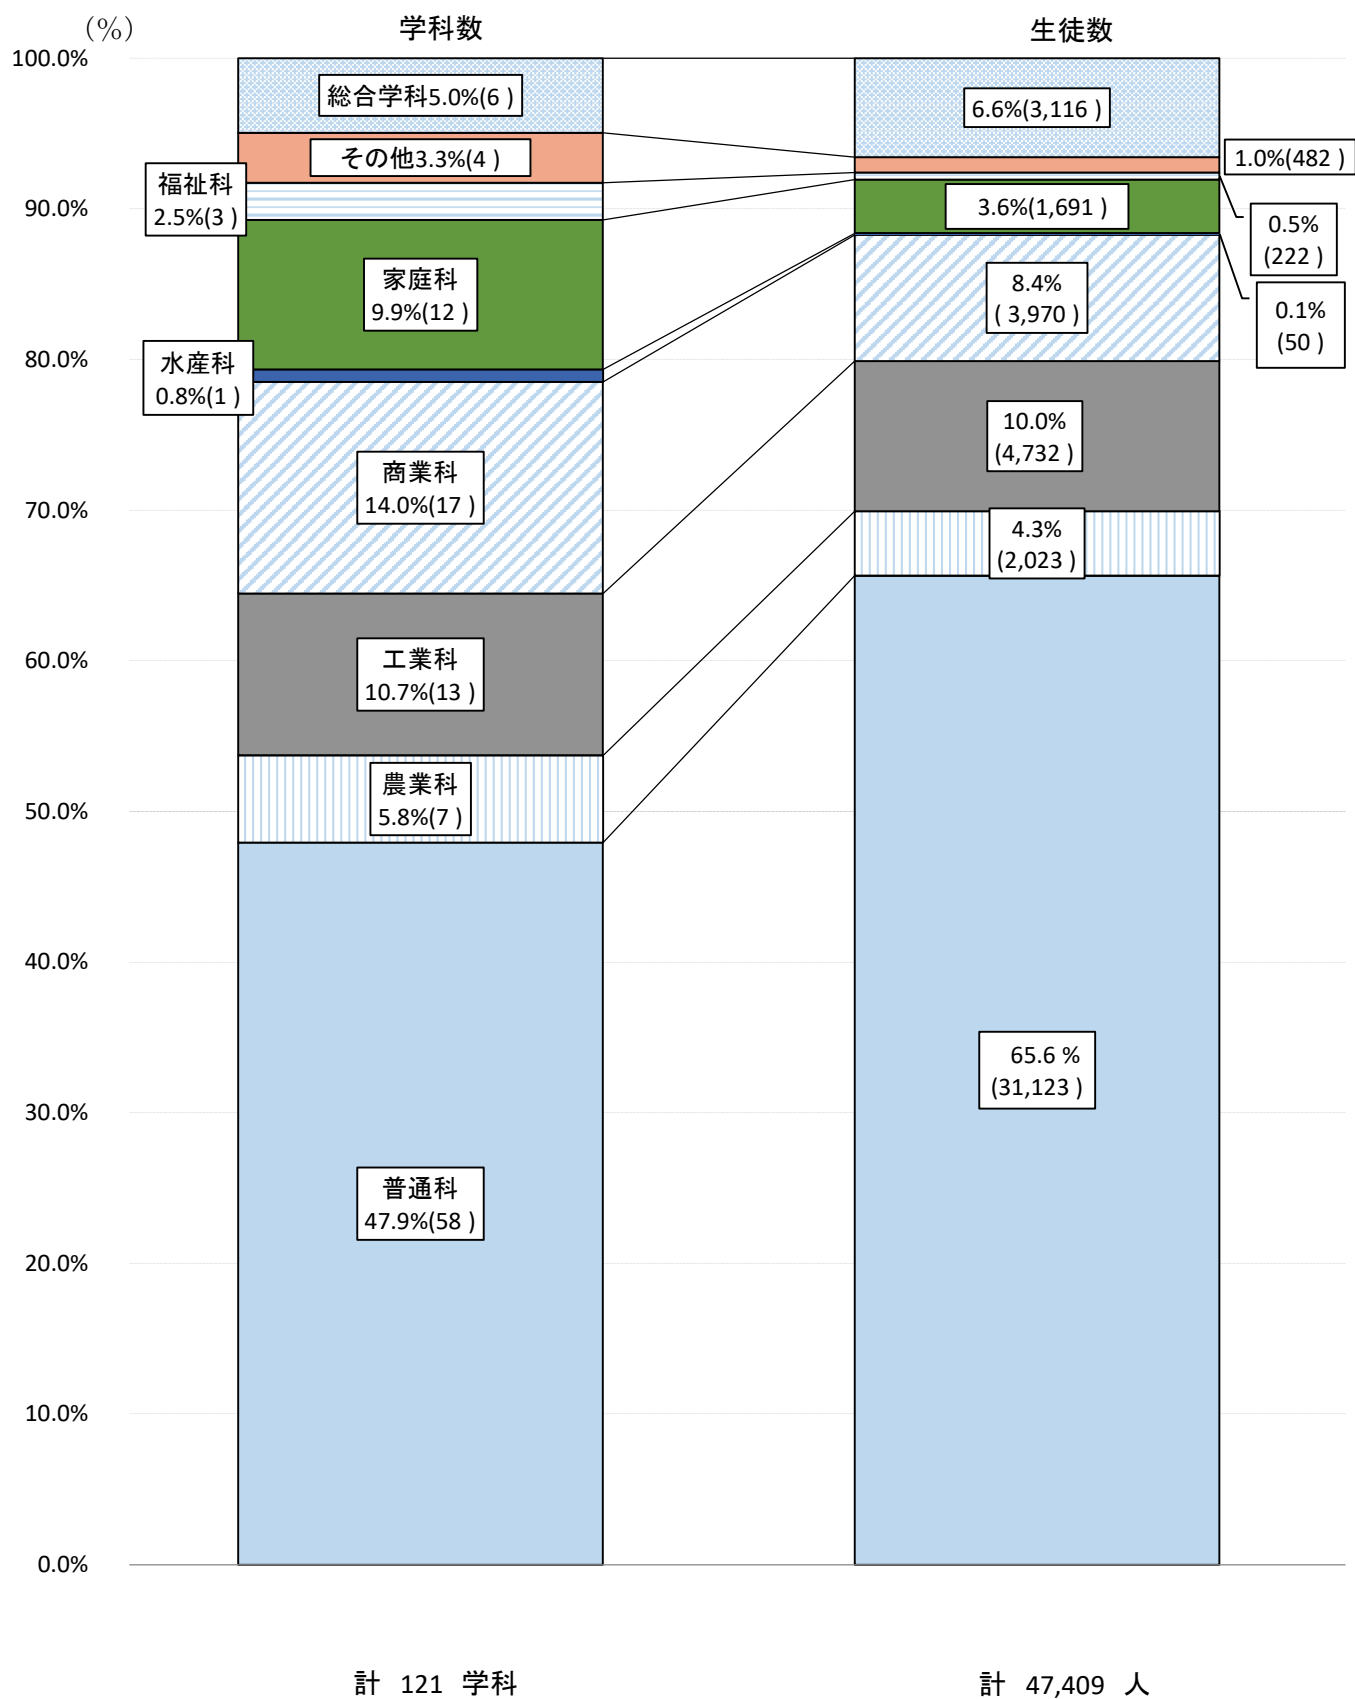 (%)
学科数
生徒数
100.0%
90.0%
80.0%
70.0%
60.0%
50.0%
40.0%
30.0%
20.0%
10.0%
0.0%
総合学科5.0%(6 )
その他3.3%(4 )
福祉科
2.5%(3 )
家庭科
9.9%(12 )
水産科
0.8%(1 )
商業科
14.0%(17 )
工業科
10.7%(13 )
農業科
5.8%(7 )
普通科
47.9%(58 )
6.6%(3,116 )
1.0%(482 )
0.5%
(222 )
3.6%(1,691 )
0.1%
(50 )
8.4%
( 3,970 )
10.0%
(4,732 )
4.3%
(2,023 )
65.6 %
(31,123 )
計 121 学科
計 47,409 人